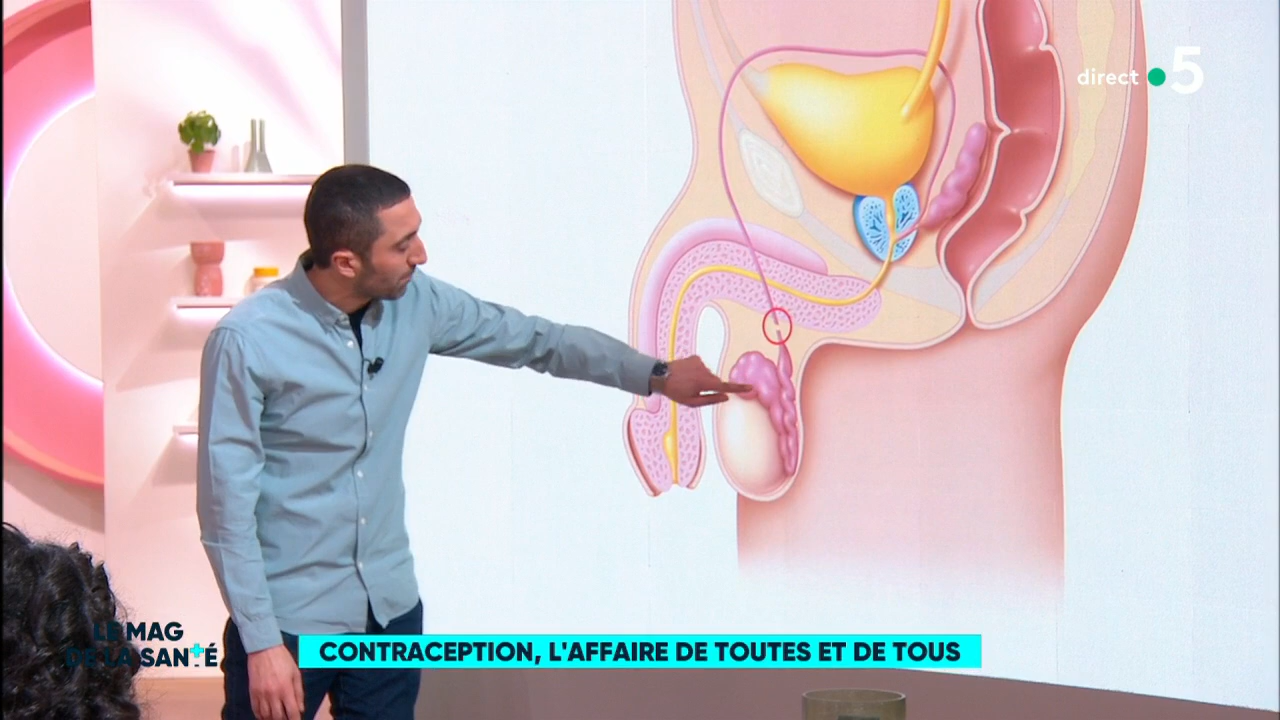 direct 5
LE MAG
DE LA SANTÉ
CONTRACEPTION, L'AFFAIRE DE TOUTES ET DE TOUS